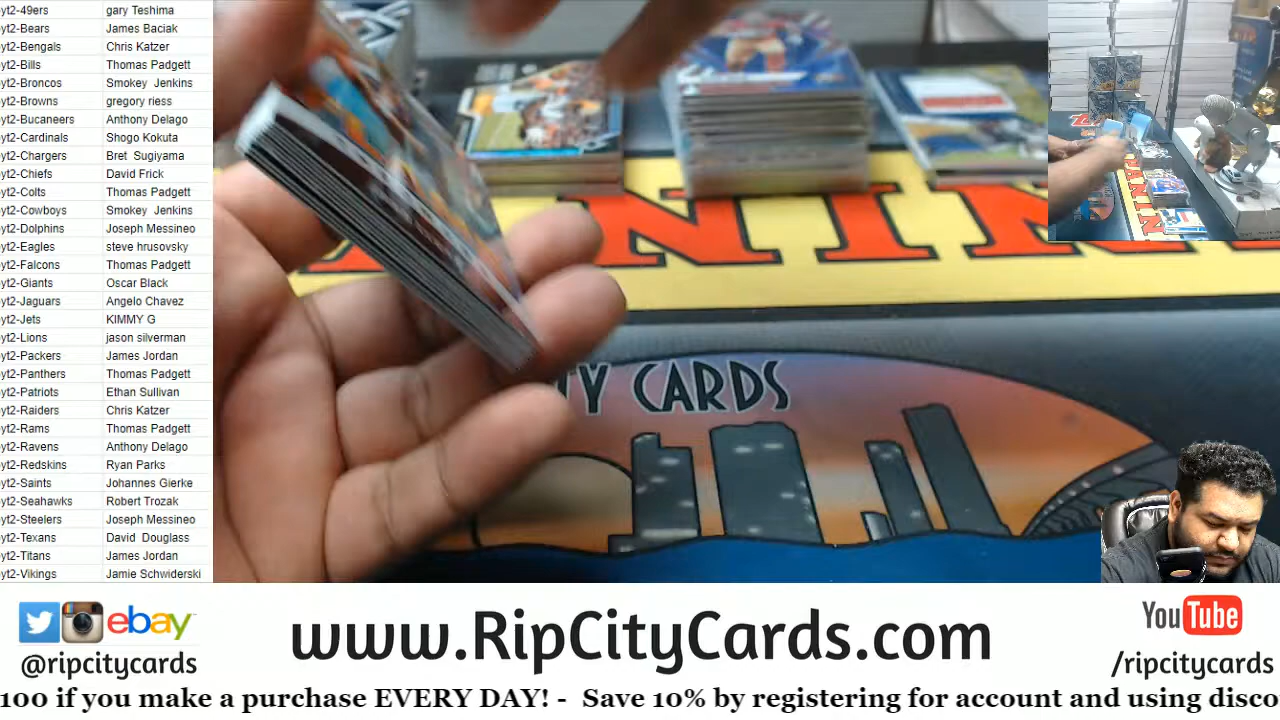 yt2-49ers gary Teshima
yt2-Bears James Baciak
yt2-Bengals Chris Katzer
yt2-Bills Thomas Padgett
yt2-Broncos Smokey Jenkins
yt2-Browns gregory riess
yt2-Bucaneers Anthony Delago
yt2-Cardinals Shogo Kokuta
yt2-Chargers Bret Sugiyama
yt2-Chiefs David Frick
yt2-Colts Thomas Padgett
yt2-Cowboys Smokey Jenkins
yt2-Dolphins Joseph Messineo
yt2-Eagles steve hrusovsky
yt2-Falcons Thomas Padgett
yt2-Giants Oscar Black
yt2-Jaguars Angelo Chavez
yt2-Jets KIMMY G
yt2-Lions jason silverman
yt2-Packers James Jordan
yt2-Panthers Thomas Padgett
yt2-Patriots Ethan Sullivan
yt2-Raiders Chris Katzer
yt2-Rams Thomas Padgett
yt2-Ravens Anthony Delago
yt2-Redskins Ryan Parks
yt2-Saints Johannes Gierke
yt2-Seahawks Robert Trozak
yt2-Steelers Joseph Messineo
yt2-Texans David Douglass
yt2-Titans James Jordan
yt2-Vikings Jamie Schwiderski
PANINI
TY CARDS
PANINI
ebay
@ripcitycards
www.RipCityCards.com
YouTube
/ripcitycards
100 if you make a purchase EVERY DAY! - Save 10% by registering for account and using disco